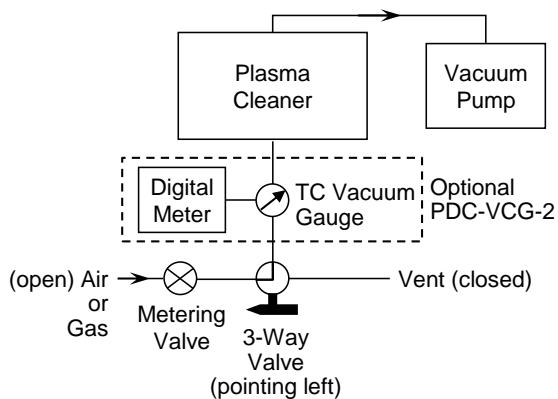 Plasma
Cleaner
Vacuum
Pump
Digital
Meter
TC Vacuum
Gauge
Optional
PDC-VCG-2
(open) Air
or
Gas
Metering
Valve
3-Way
Valve
(pointing left)
Vent (closed)